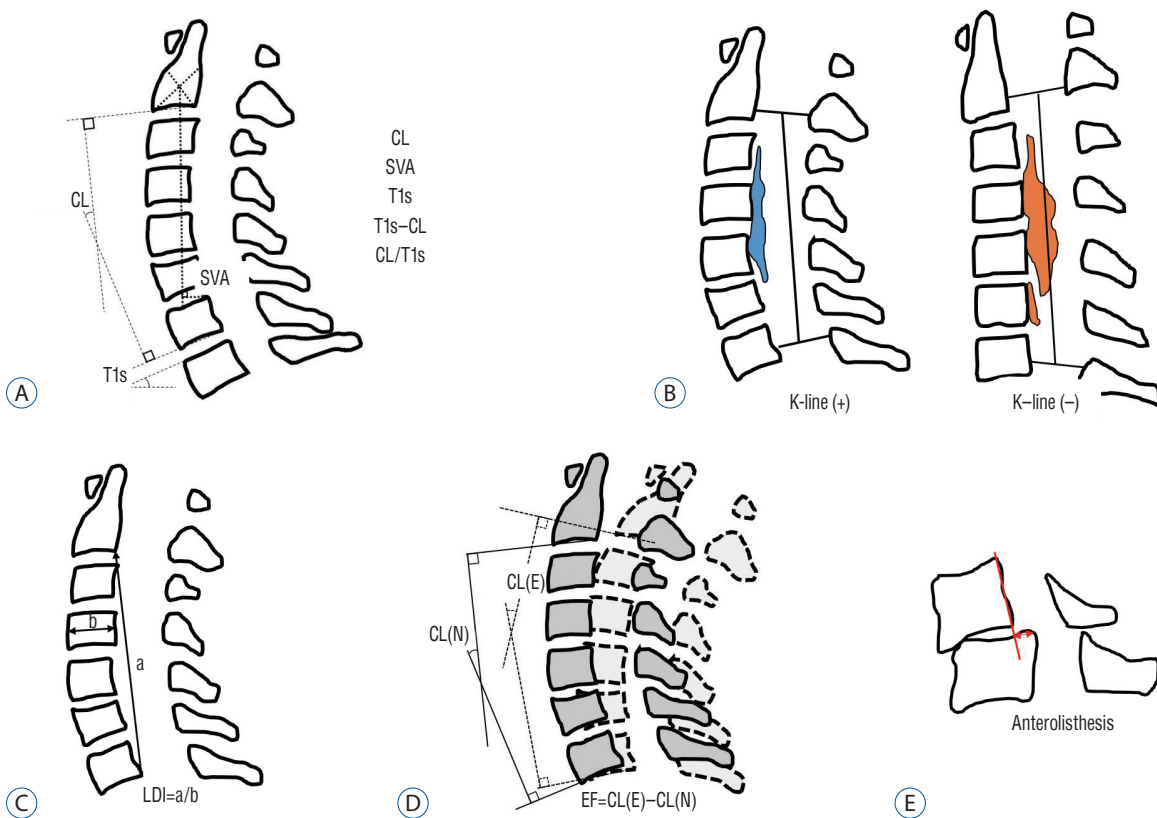 CL
SVA
T1s
CL
SVA
T1s
T1s–CL
CL/T1s
A
B
K-line (+)
K–line (–)
b
a
LDI=a/b
C
CL(E)
CL(N)
EF=CL(E)–CL(N)
D
Anterolisthesis
E